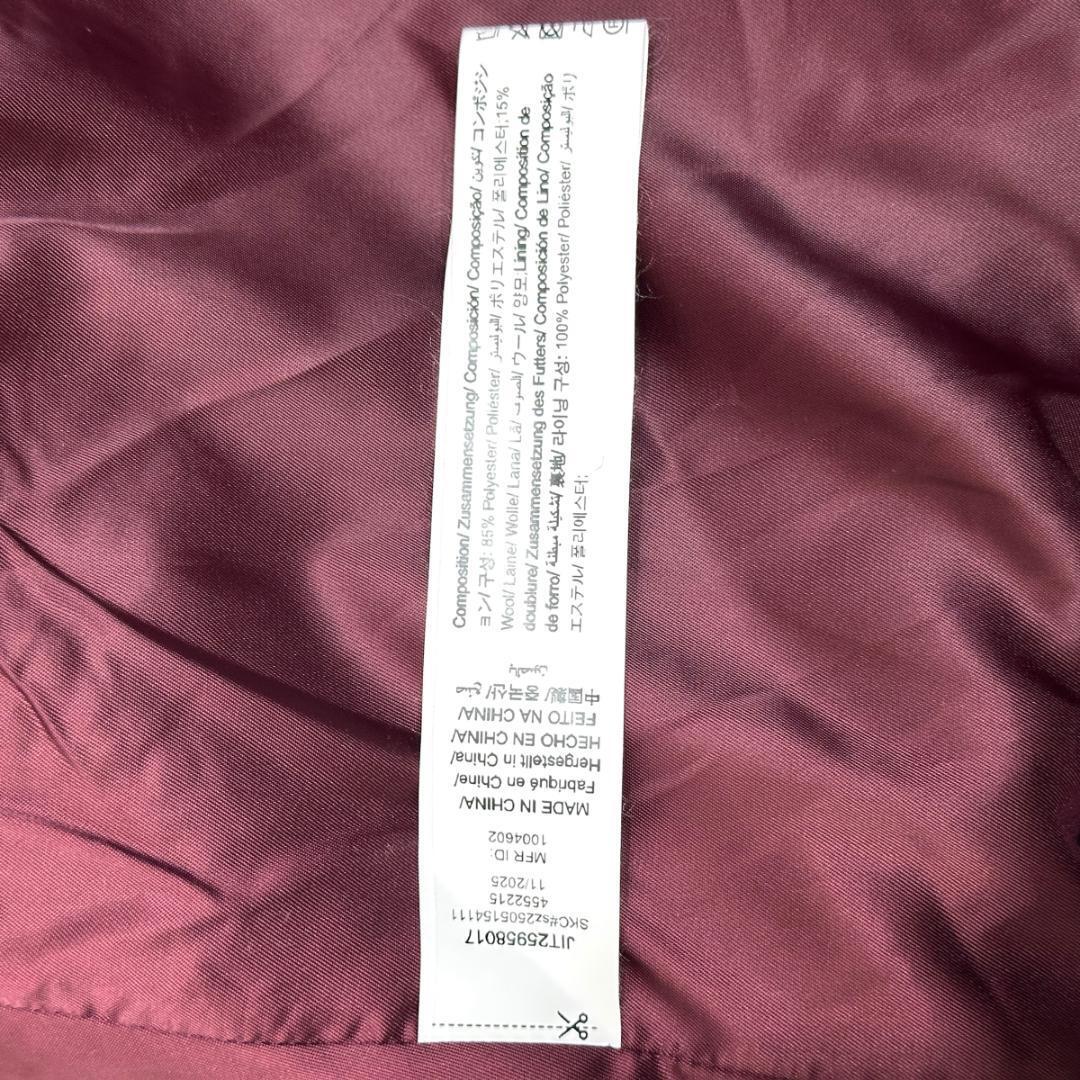 Composition/ Zusammensetzung/ Composición/ Composição/ تكوين/ コンポジシ
ョン/ 구성: 85% Polyester/ Poliéster/ البوليستر/ ポリエステル/ 폴리에스터;15%
Wool/ Laine/ Wolle/ Lana/ Lã/ الصوف/ ウール/ 양모;Lining/ Composition de
doublure/ Zusammensetzung des Futters/ Composición de Lino/ Composição
de forro/ تشكيلة مبطنة/ 裏地/ 라이닝 구성: 100% Polyester/ Poliéster/ البوليستر/ ポリ
エステル/ 폴리에스터;
JIT25958017
SKC#sz2505154111
4552215
11/2025
MFR ID:
1004602
MADE IN CHINA/
Fabriqué en Chine/
Hergestellt in China/
HECHO EN CHINA/
FEITO NA CHINA/
中国製/ 중국산/